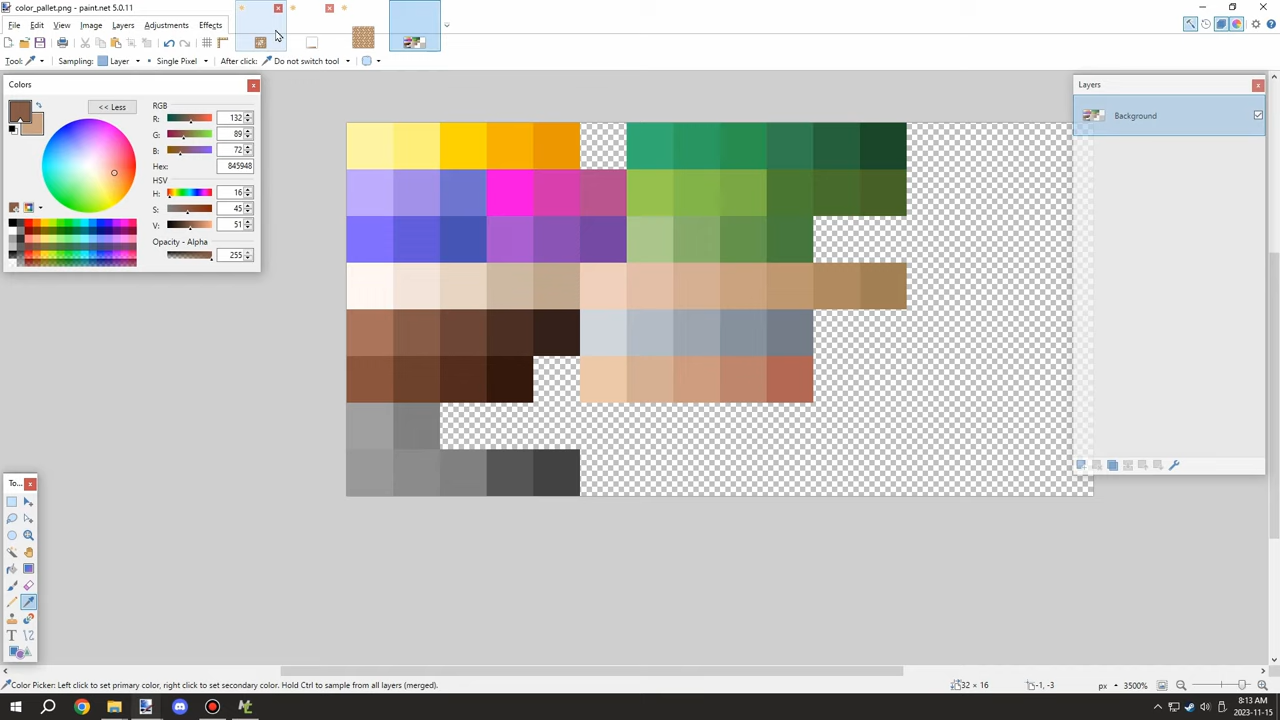 color_pallet.png - paint.net 5.0.11
File Edit View Image Layers Adjustments Effects
Tool: Sampling: Layer Single Pixel After click: Do not switch tool
Colors
<< Less
RGB
R: 132
G: 89
B: 72
Hex: 845948
HSV
H: 16
S: 45
V: 51
Opacity - Alpha
255
Layers
Background
To...
Color Picker: Left click to set primary color, right click to set secondary color. Hold Ctrl to sample from all layers (merged).
32 × 16
-1, -3
px
3500%
8:13 AM
2023-11-15